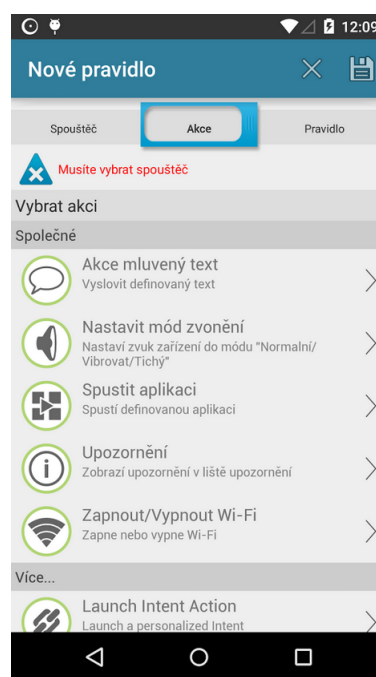 12:09
Nové pravidlo
Spouštěč
Akce
Pravidlo
Musíte vybrat spouštěč
Vybrat akci
Společné
Akce mluvený text
Vyslovit definovaný text
Nastavit mód zvonění
Nastaví zvuk zařízení do módu "Normalní/
Vibrovat/Tichý"
Spustit aplikaci
Spustí definovanou aplikaci
Upozornění
Zobrazí upozornění v liště upozornění
Zapnout/Vypnout Wi-Fi
Zapne nebo vypne Wi-Fi
Více...
Launch Intent Action
Launch a personalized Intent